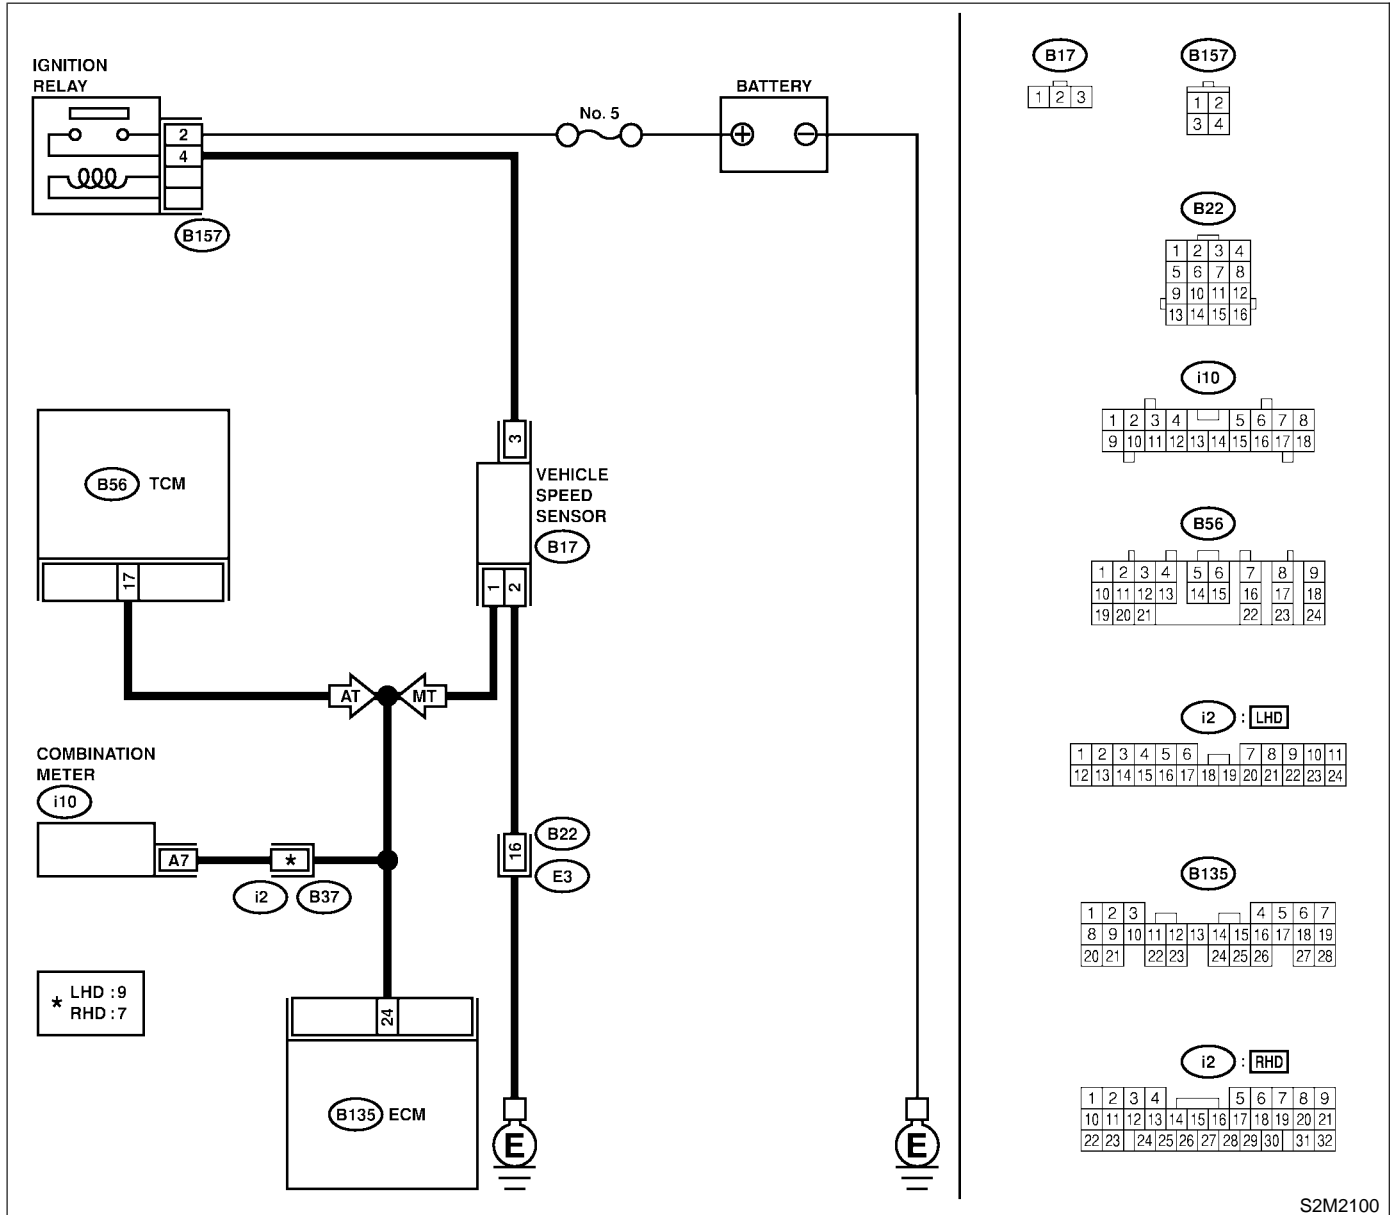 IGNITION
RELAY
2
4
B157
No. 5
BATTERY
+ −
3
VEHICLE
SPEED
SENSOR
B17
1 2
B56 TCM
17
AT MT
COMBINATION
METER
i10
A7
*
i2 B37
16
B22
E3
* LHD : 9
RHD : 7
24
B135 ECM
E
E
B17
1 2 3
B157
1 2
3 4
B22
1 2 3 4
5 6 7 8
9 10 11 12
13 14 15 16
i10
1 2 3 4 5 6 7 8
9 10 11 12 13 14 15 16 17 18
B56
1 2 3 4 5 6 7 8 9
10 11 12 13 14 15 16 17 18
19 20 21 22 23 24
i2 : LHD
1 2 3 4 5 6 7 8 9 10 11
12 13 14 15 16 17 18 19 20 21 22 23 24
B135
1 2 3 4 5 6 7
8 9 10 11 12 13 14 15 16 17 18 19
20 21 22 23 24 25 26 27 28
i2 : RHD
1 2 3 4 5 6 7 8 9
10 11 12 13 14 15 16 17 18 19 20 21
22 23 24 25 26 27 28 29 30 31 32
S2M2100